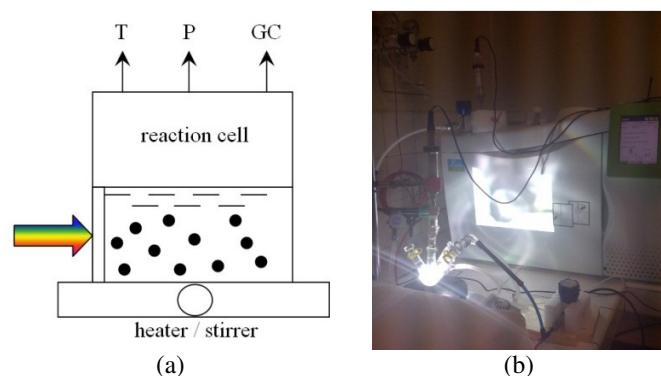 T P GC
reaction cell
heater / stirrer
(a) (b)